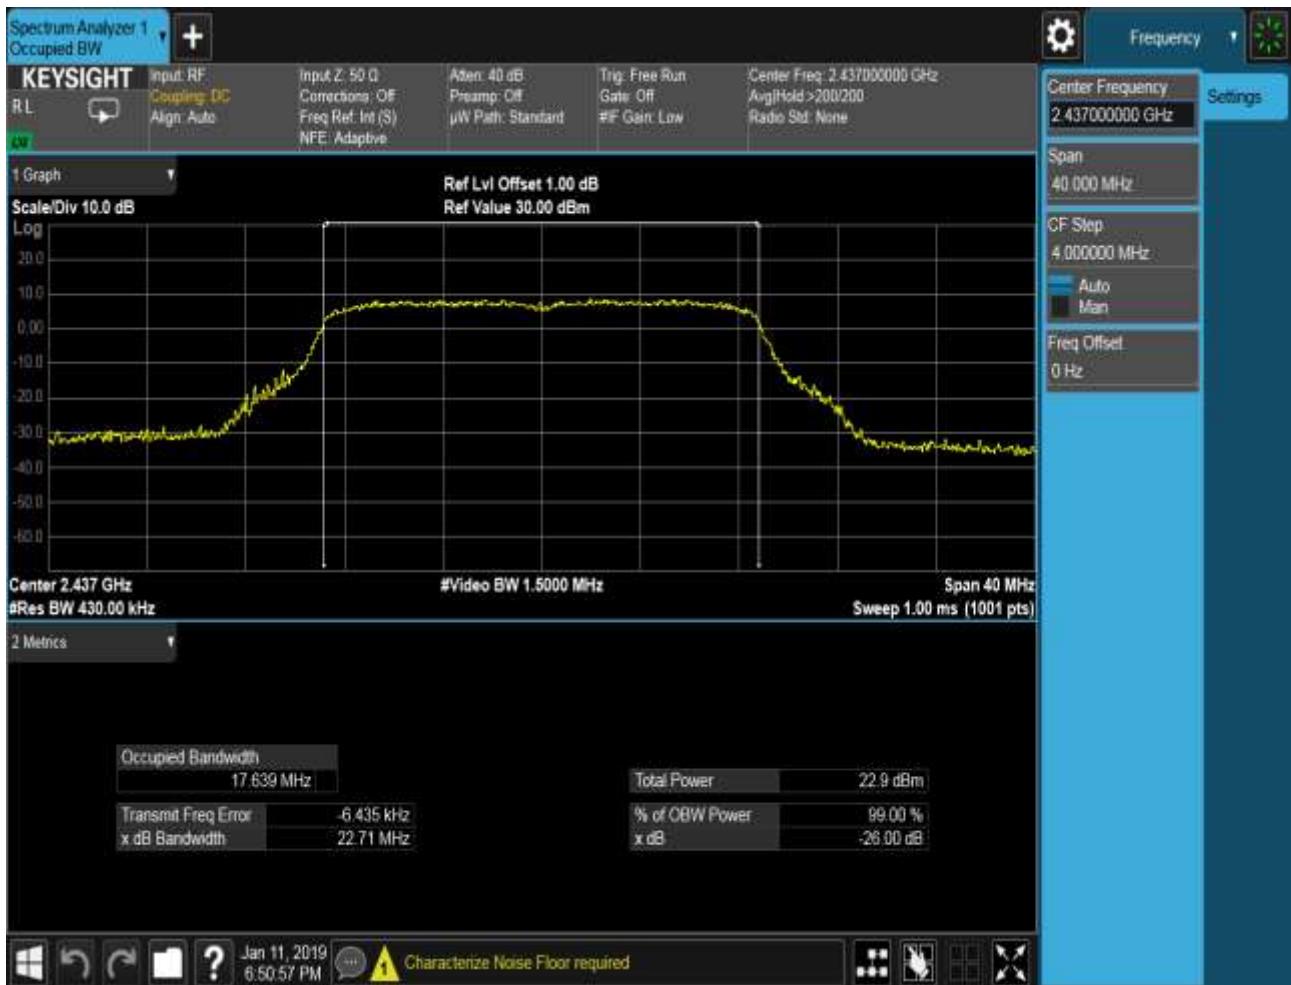 Spectrum Analyzer 1
Occupied BW
Frequency
KEYSIGHT
R L
Input: RF
Coupling: DC
Align: Auto
Input Z: 50 Ω
Corrections: Off
Freq Ref: Int (S)
NFE: Adaptive
Atten: 40 dB
Preamp: Off
µW Path: Standard
Trig: Free Run
Gate: Off
#IF Gain: Low
Center Freq: 2.437000000 GHz
Avg|Hold >200/200
Radio Std: None
Center Frequency
2.437000000 GHz
Settings
Span
40.000 MHz
CF Step
4.000000 MHz
Auto
Man
Freq Offset
0 Hz
1 Graph
Scale/Div 10.0 dB
Ref Lvl Offset 1.00 dB
Ref Value 30.00 dBm
Log
20.0
10.0
0.00
-10.0
-20.0
-30.0
-40.0
-50.0
-60.0
Center 2.437 GHz
#Video BW 1.5000 MHz
Span 40 MHz
#Res BW 430.00 kHz
Sweep 1.00 ms (1001 pts)
2 Metrics
Occupied Bandwidth
17.639 MHz
Total Power 22.9 dBm
Transmit Freq Error -6.435 kHz
% of OBW Power 99.00 %
x dB Bandwidth 22.71 MHz
x dB -26.00 dB
?
Jan 11, 2019
6:50:57 PM
1
Characterize Noise Floor required